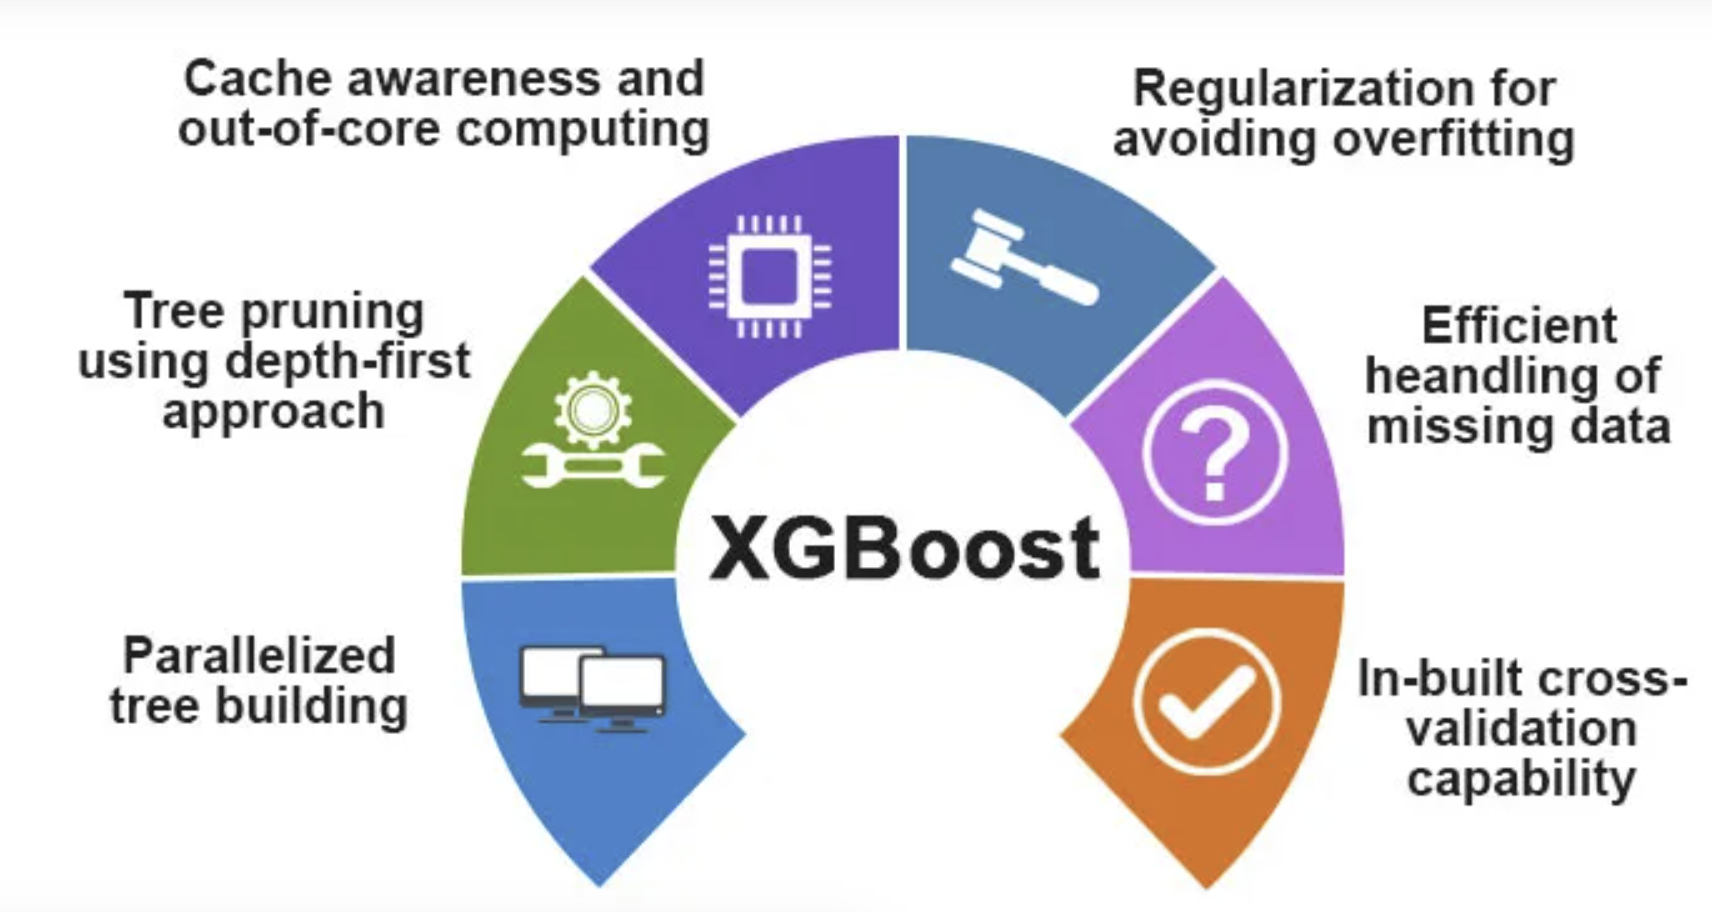 Cache awareness and
out-of-core computing
Regularization for
avoiding overfitting
Tree pruning
using depth-first
approach
Efficient
heandling of
missing data
XGBoost
Parallelized
tree building
In-built cross-
validation
capability